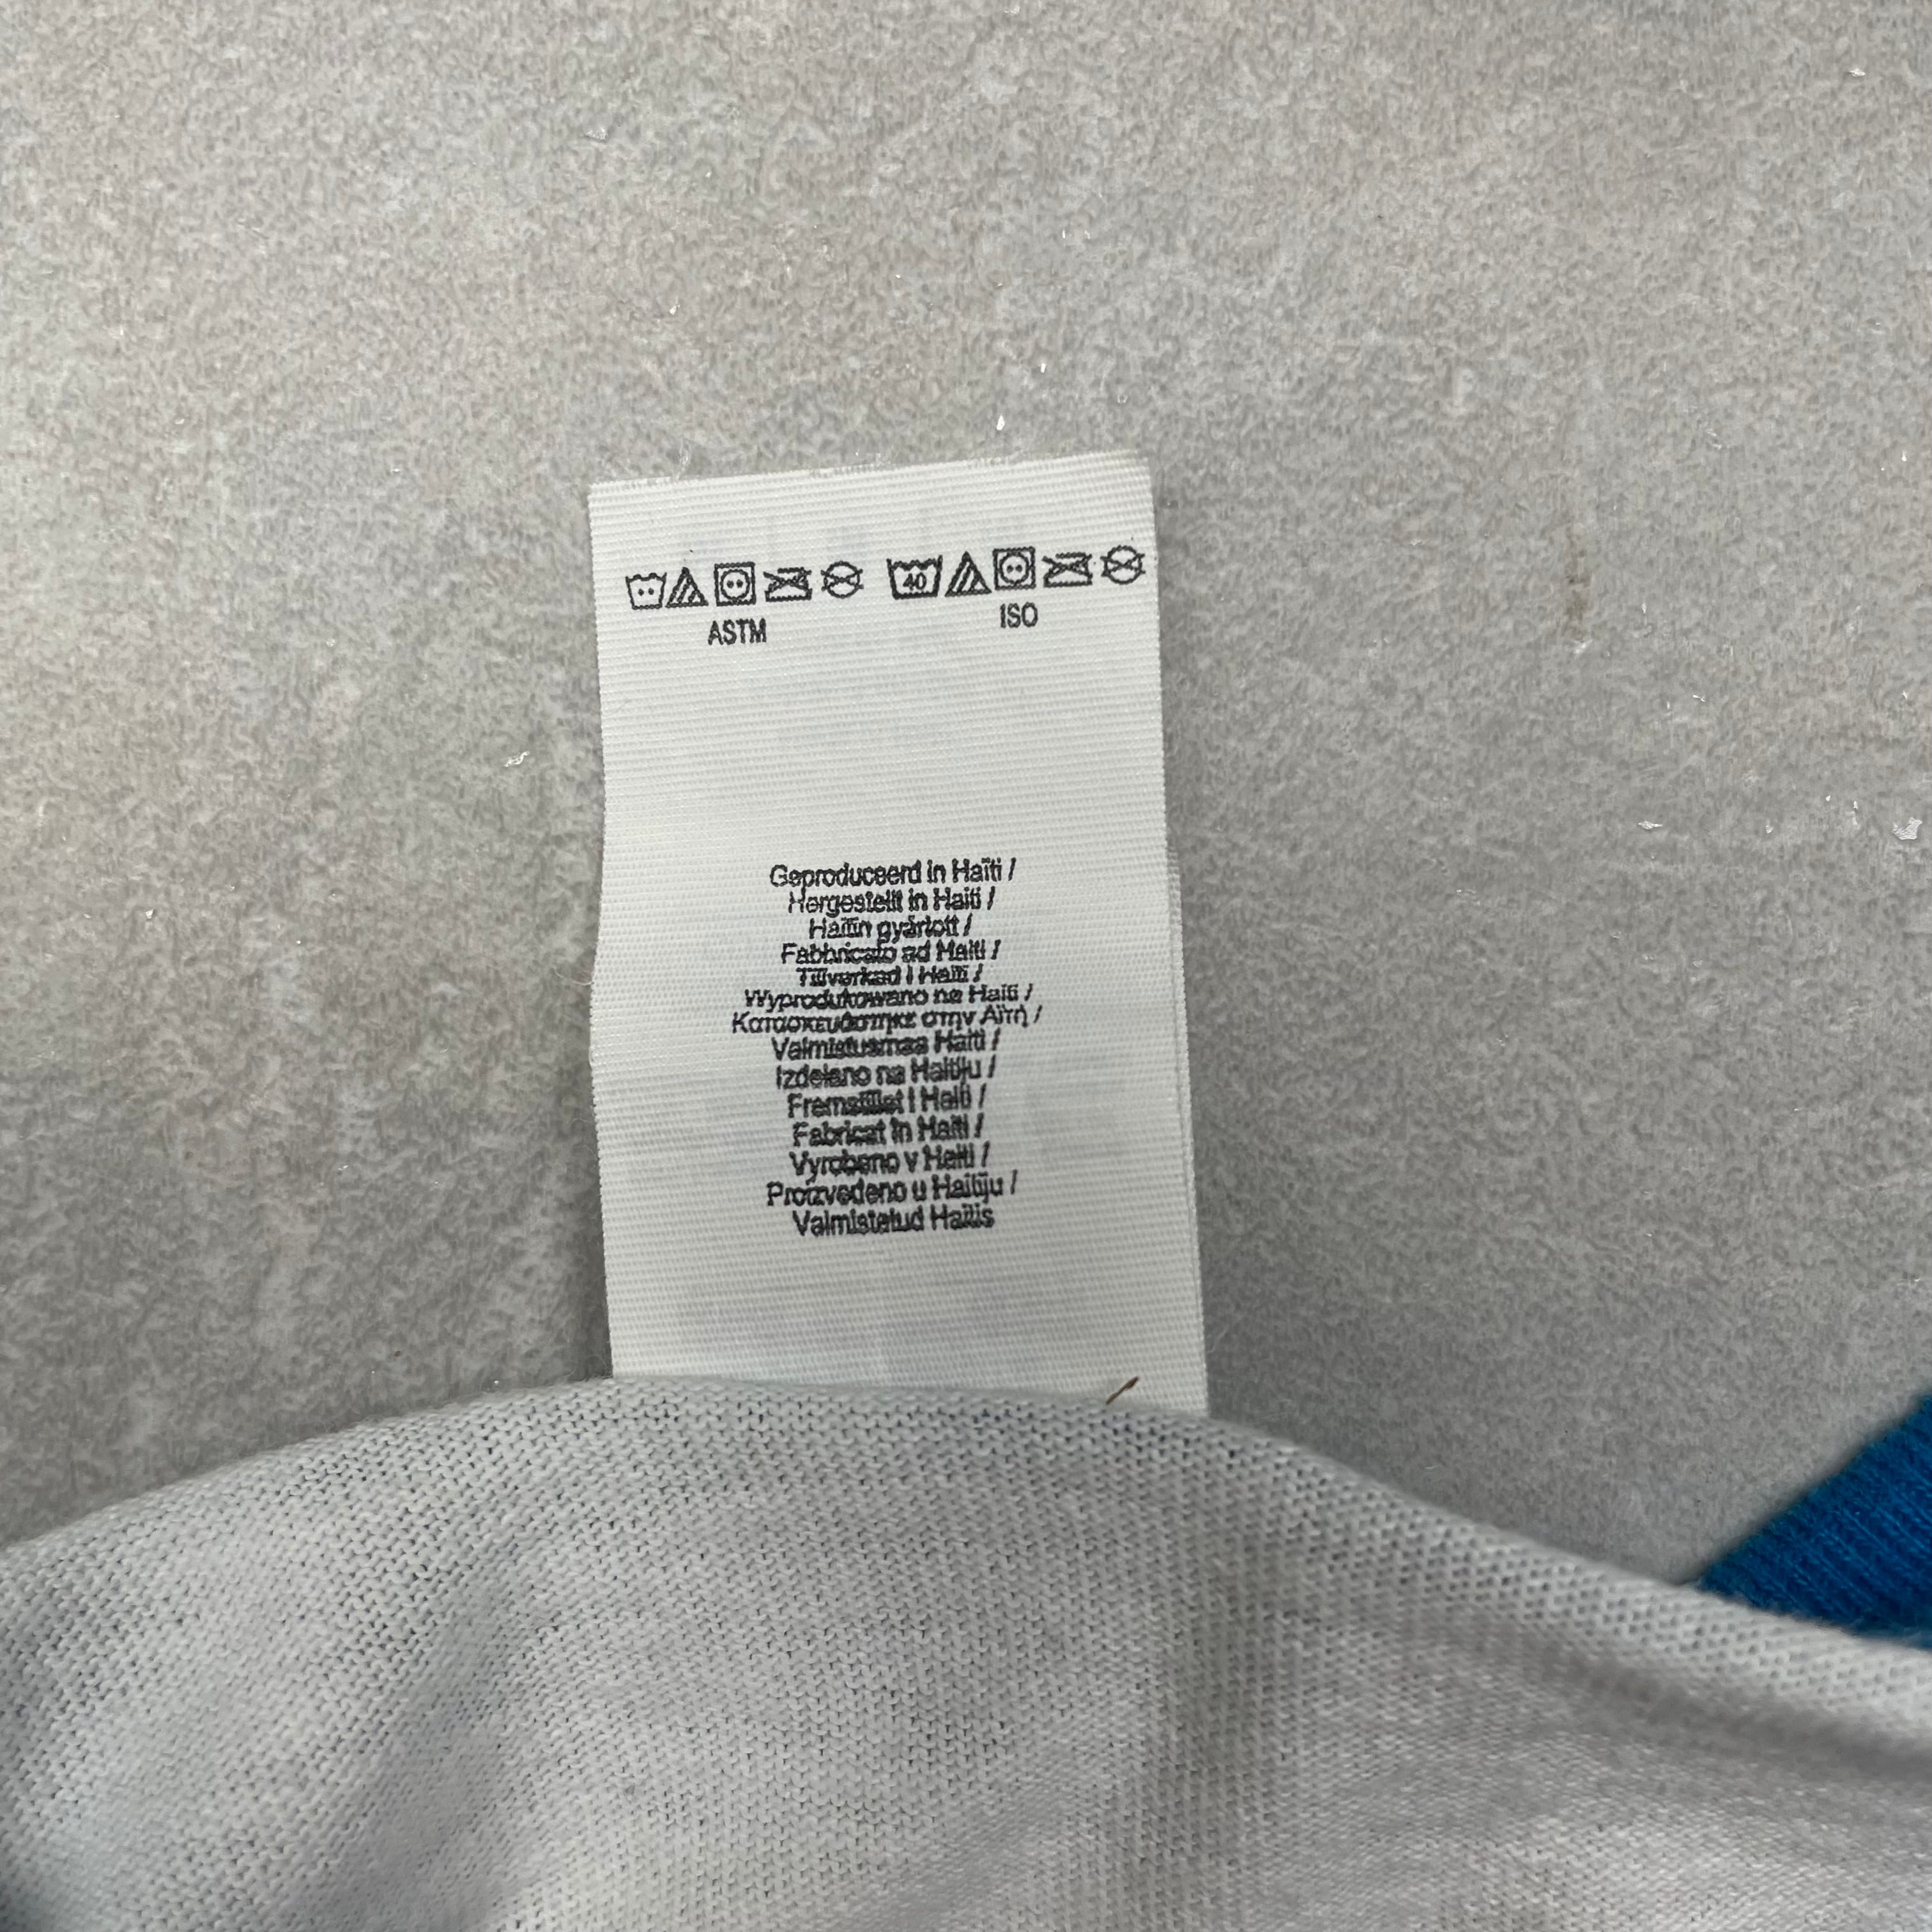 40
ASTM
ISO
Geproduceerd in Haïti /
Hergestellt in Haiti /
Haitin gyártott /
Fabbricato ad Haiti /
Tillverkad i Haiti /
Wyprodukowano na Haiti /
Κατασκευάστηκε στην Αϊτή /
Valmistusmaa Haiti /
Izdelano na Haitiju /
Fremstillet i Haiti /
Fabricat în Haiti /
Vyrobeno v Haiti /
Proizvedeno u Haitiju /
Valmistatud Haitis